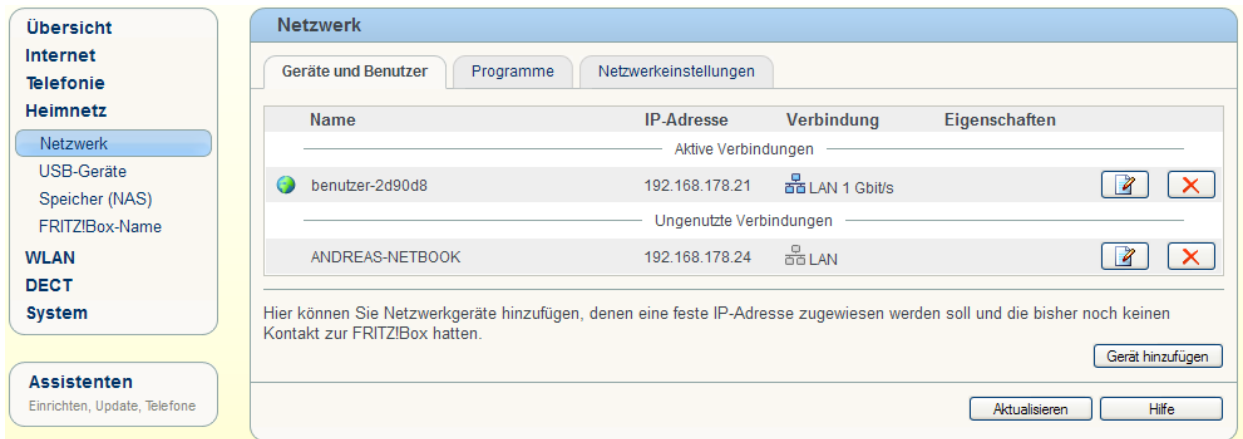 Übersicht
Internet
Telefonie
Heimnetz
Netzwerk
USB-Geräte
Speicher (NAS)
FRITZ!Box-Name
WLAN
DECT
System
Assistenten
Einrichten, Update, Telefone
Netzwerk
Geräte und Benutzer Programme Netzwerkeinstellungen
Name IP-Adresse Verbindung Eigenschaften
Aktive Verbindungen
benutzer-2d90d8 192.168.178.21 LAN 1 Gbit/s
Ungenutzte Verbindungen
ANDREAS-NETBOOK 192.168.178.24 LAN
Hier können Sie Netzwerkgeräte hinzufügen, denen eine feste IP-Adresse zugewiesen werden soll und die bisher noch keinen
Kontakt zur FRITZ!Box hatten.
Gerät hinzufügen
Aktualisieren Hilfe